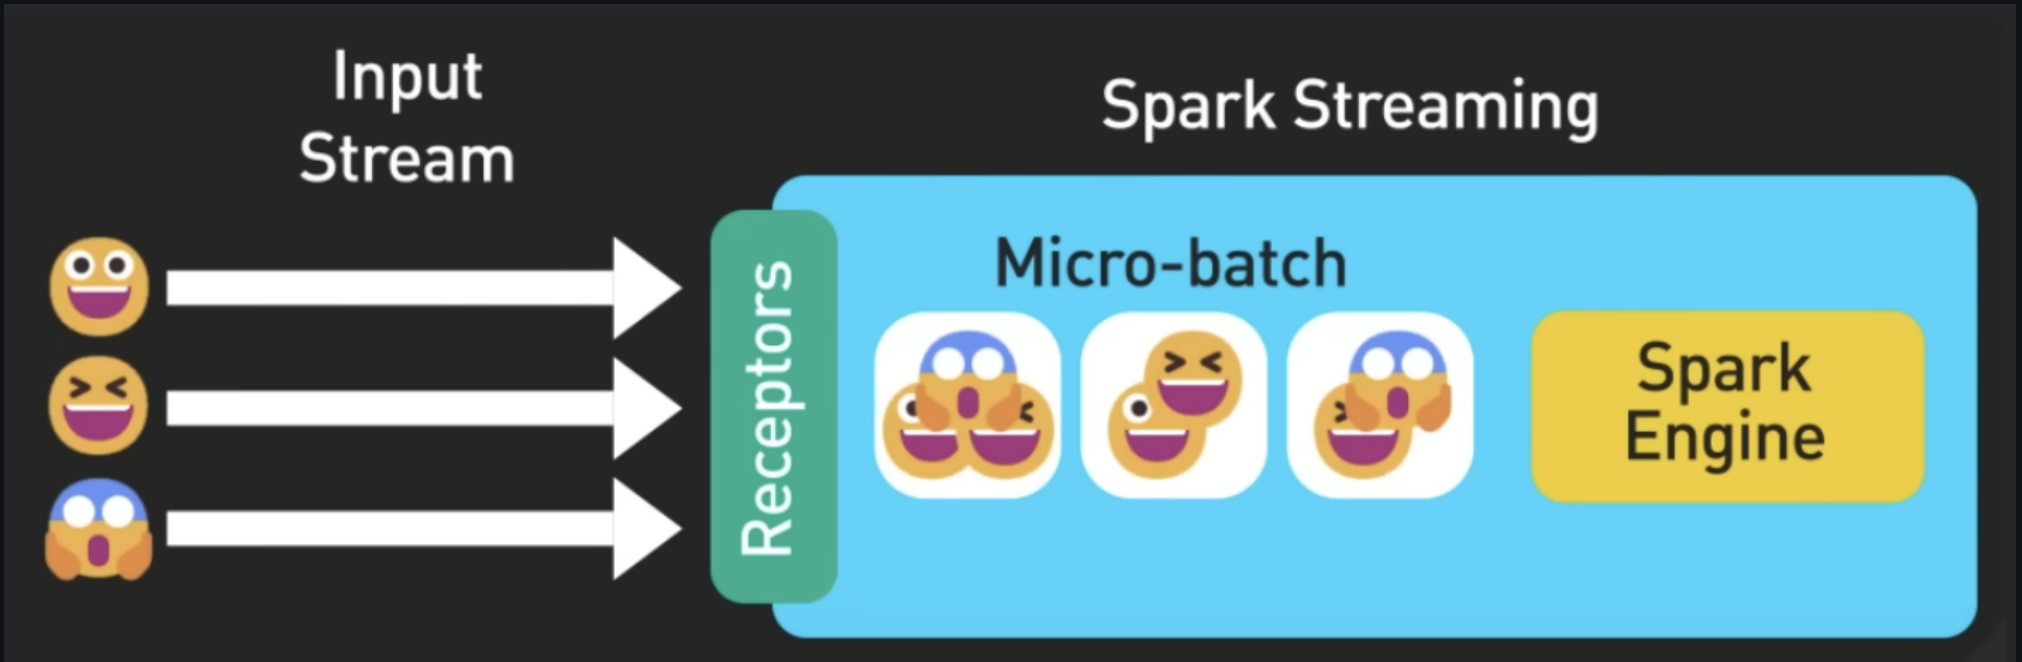 Input
Stream
Spark Streaming
Receptors
Micro-batch
Spark
Engine